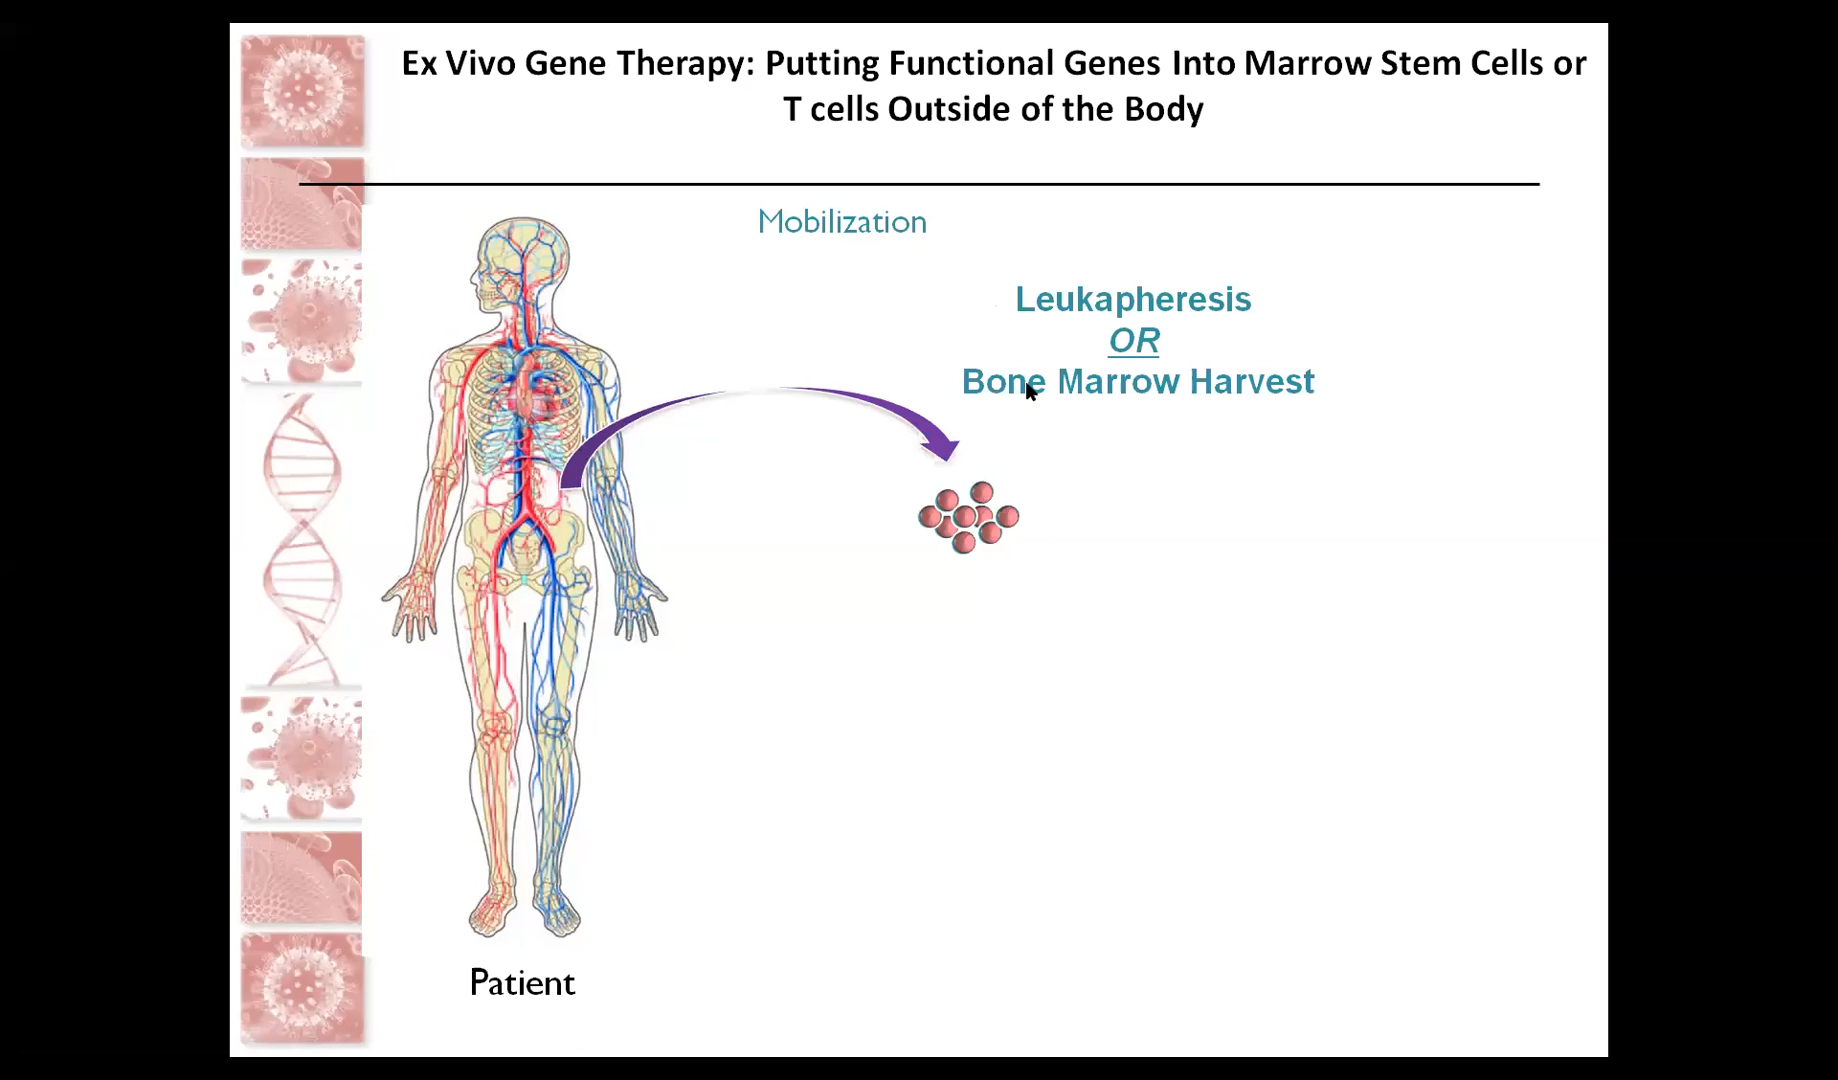 Ex Vivo Gene Therapy: Putting Functional Genes Into Marrow Stem Cells or
T cells Outside of the Body
Mobilization
Leukapheresis
OR
Bone Marrow Harvest
Patient